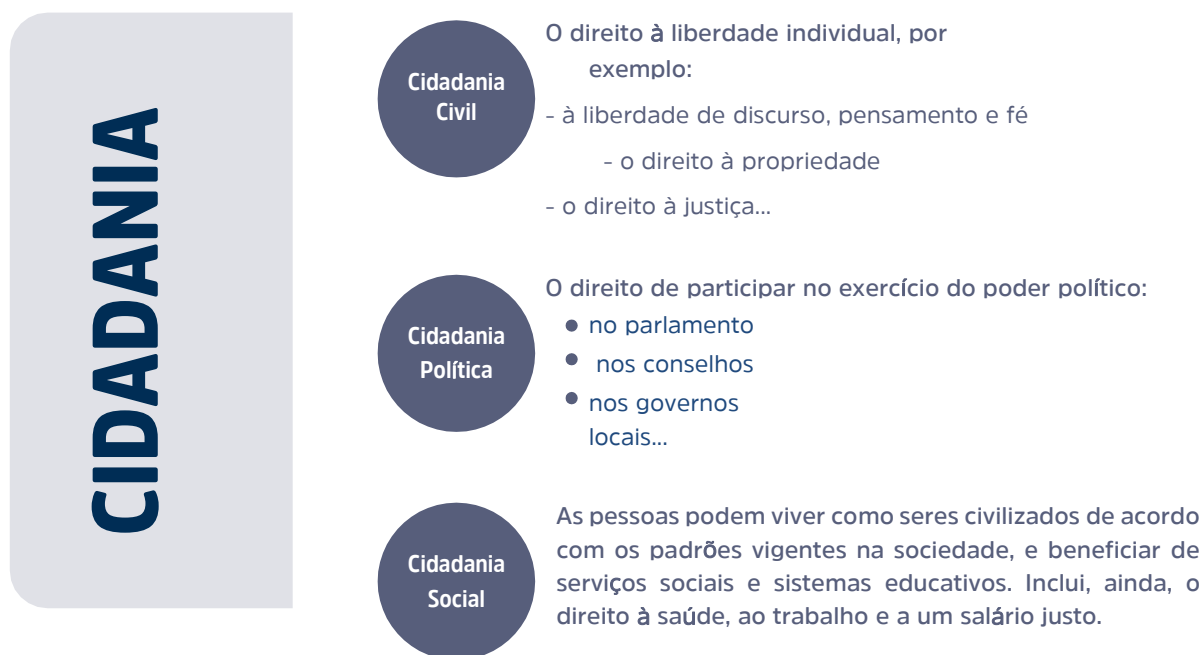 CIDADANIA
Cidadania
Civil
O direito à liberdade individual, por
exemplo:
- à liberdade de discurso, pensamento e fé
- o direito à propriedade
- o direito à justiça...
Cidadania
Política
O direito de participar no exercício do poder político:
• no parlamento
• nos conselhos
• nos governos
locais...
Cidadania
Social
As pessoas podem viver como seres civilizados de acordo
com os padrões vigentes na sociedade, e beneficiar de
serviços sociais e sistemas educativos. Inclui, ainda, o
direito à saúde, ao trabalho e a um salário justo.